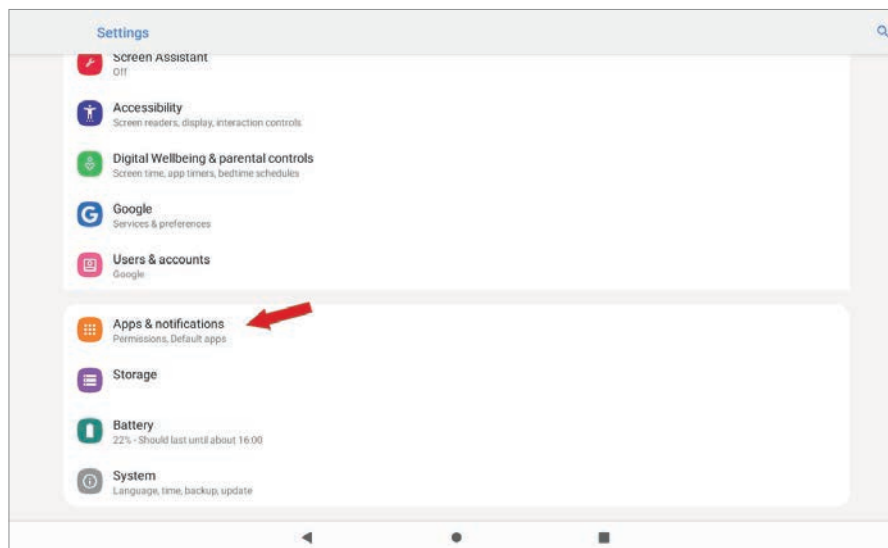 Settings
Screen Assistant
Off
Accessibility
Screen readers, display, interaction controls
Digital Wellbeing & parental controls
Screen time, app timers, bedtime schedules
Google
Services & preferences
Users & accounts
Google
Apps & notifications
Permissions, Default apps
Storage
Battery
22% - Should last until about 16:00
System
Language, time, backup, update